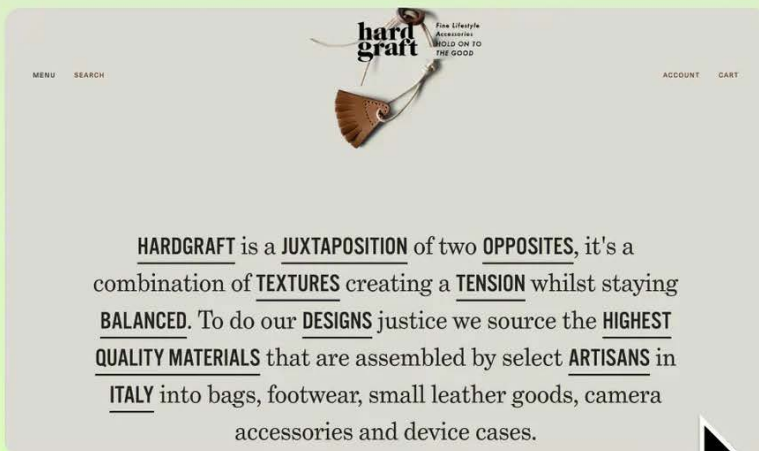 hard
graft
Fine Lifestyle
Accessories
HOLD ON TO
THE GOOD
MENU SEARCH
ACCOUNT CART
HARDGRAFT is a JUXTAPOSITION of two OPPOSITES, it's a
combination of TEXTURES creating a TENSION whilst staying
BALANCED. To do our DESIGNS justice we source the HIGHEST
QUALITY MATERIALS that are assembled by select ARTISANS in
ITALY into bags, footwear, small leather goods, camera
accessories and device cases.